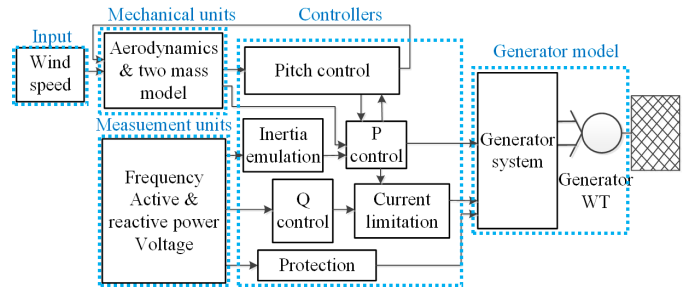 Mechanical units
Controllers
Input
Wind
speed
Aerodynamics
& two mass
model
Pitch control
Generator model
Measuement units
Inertia
emulation
P
control
Generator
system
Frequency
Active &
reactive power
Voltage
Q
control
Current
limitation
Generator
WT
Protection